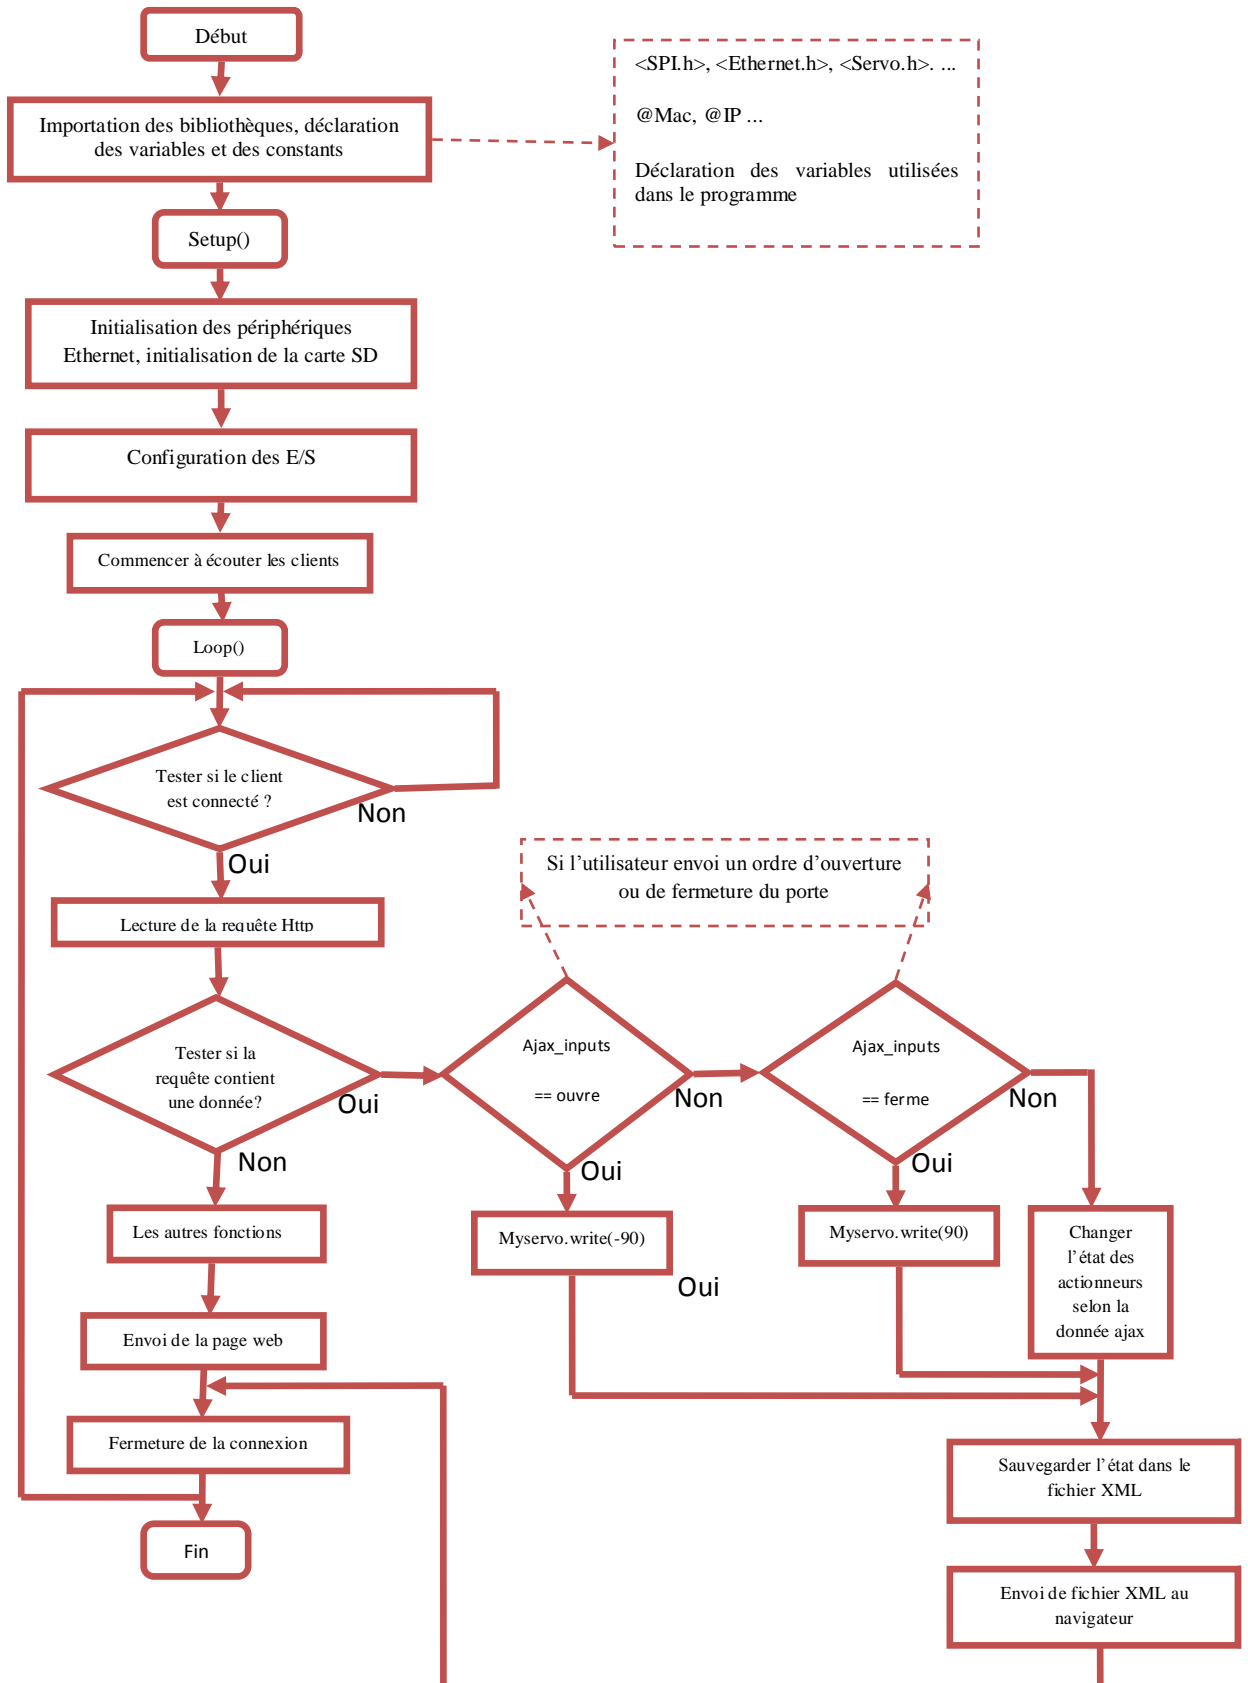 Début
<SPI.h>, <Ethernet.h>, <Servo.h>. ...
@Mac, @IP ...
Déclaration des variables utilisées
dans le programme
Importation des bibliothèques, déclaration
des variables et des constants
Setup()
Initialisation des périphériques
Ethernet, initialisation de la carte SD
Configuration des E/S
Commencer à écouter les clients
Loop()
Tester si le client
est connecté ?
Non
Oui
Si l’utilisateur envoi un ordre d’ouverture
ou de fermeture du porte
Lecture de la requête Http
Tester si la
requête contient
une donnée?
Oui
Non
Ajax_inputs
== ouvre
Non
Oui
Ajax_inputs
== ferme
Non
Oui
Les autres fonctions
Myservo.write(-90)
Oui
Myservo.write(90)
Changer
l’état des
actionneurs
selon la
donnée ajax
Envoi de la page web
Fermeture de la connexion
Sauvegarder l’état dans le
fichier XML
Fin
Envoi de fichier XML au
navigateur